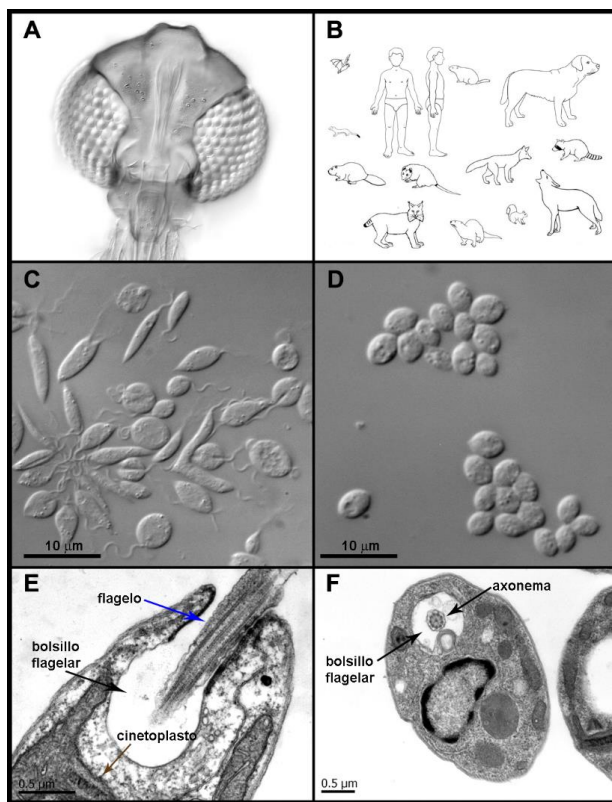 A
B
C
D
10 µm
10 µm
E
flagelo
bolsillo
flagelar
cinetoplasto
0.5 µm
F
axonema
bolsillo
flagelar
0.5 µm